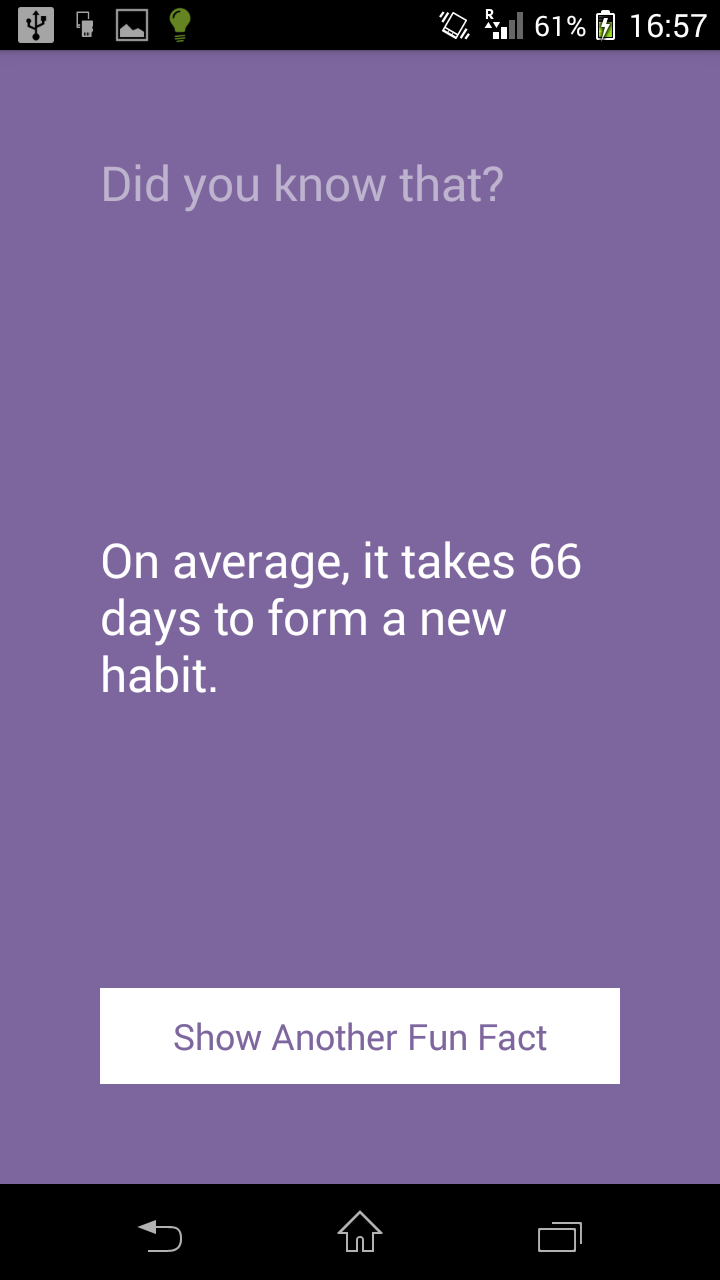 R 61% 16:57
Did you know that?
On average, it takes 66
days to form a new
habit.
Show Another Fun Fact